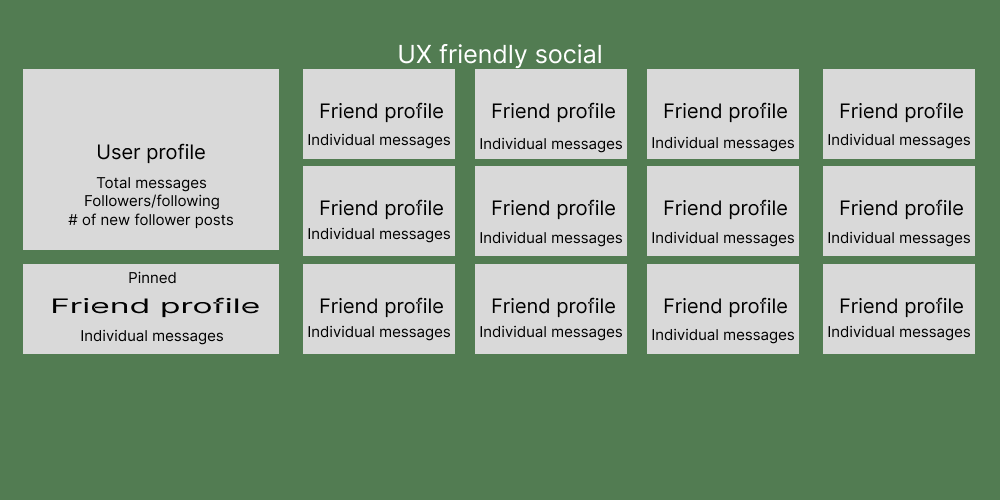 UX friendly social
User profile
Total messages
Followers/following
# of new follower posts
Pinned
Friend profile
Individual messages
Friend profile
Individual messages
Friend profile
Individual messages
Friend profile
Individual messages
Friend profile
Individual messages
Friend profile
Individual messages
Friend profile
Individual messages
Friend profile
Individual messages
Friend profile
Individual messages
Friend profile
Individual messages
Friend profile
Individual messages
Friend profile
Individual messages
Friend profile
Individual messages